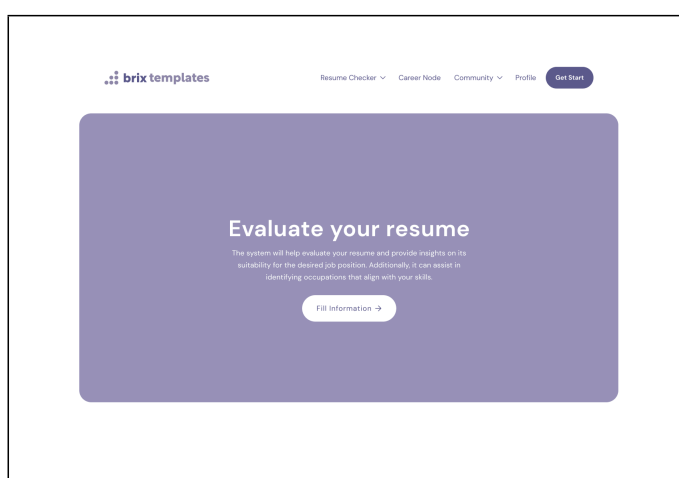 brix templates
Resume Checker Career Node Community Profile Get Start
Evaluate your resume
The system will help evaluate your resume and provide insights on its
suitability for the desired job position. Additionally, it can assist in
identifying occupations that align with your skills.
Fill Information →